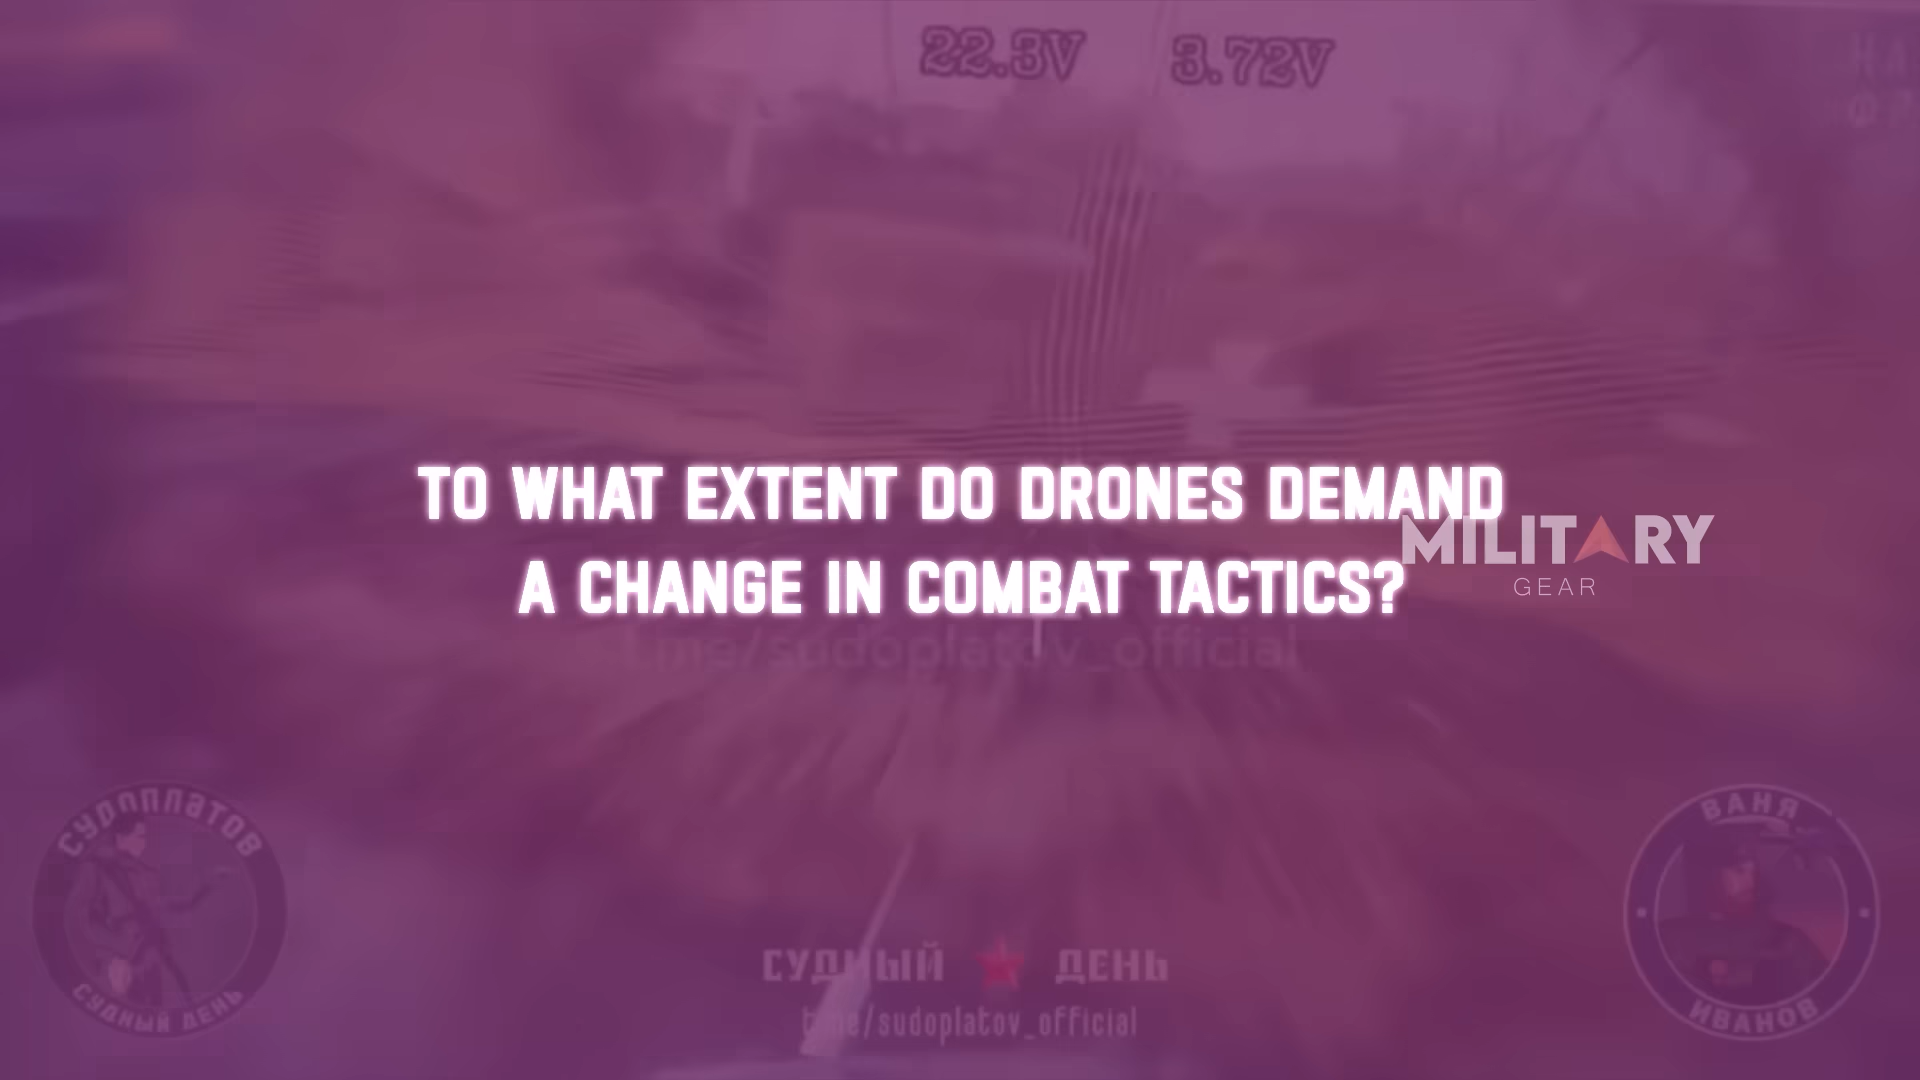 22.3V 3.72V
TO WHAT EXTENT DO DRONES DEMAND
A CHANGE IN COMBAT TACTICS?
MILITARY
GEAR
t.me/sudoplatov_official
СУДОПЛАТОВ
СУДНЫЙ ДЕНЬ
ВАНЯ
ИВАНОВ
СУДНЫЙ ДЕНЬ
t.me/sudoplatov_official